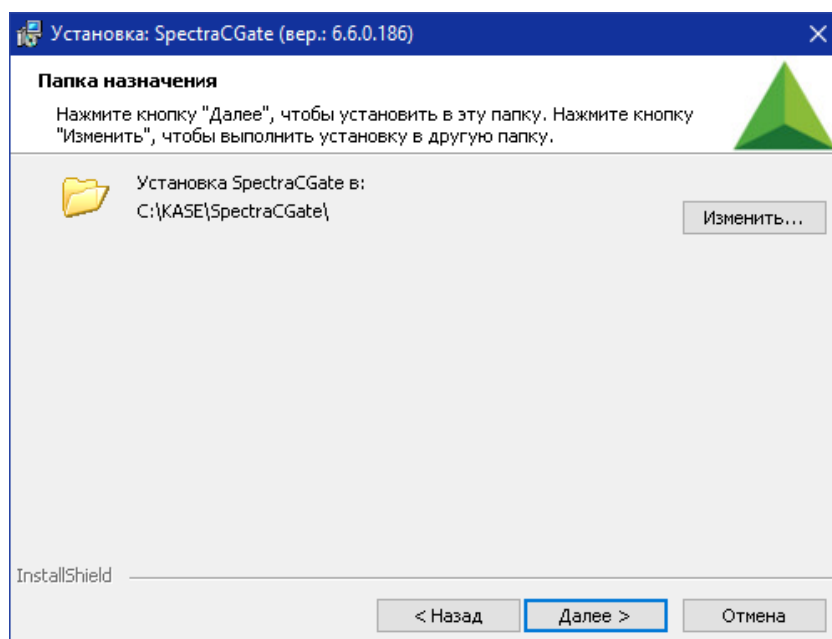 Установка: SpectraCGate (вер.: 6.6.0.186)
Папка назначения
Нажмите кнопку "Далее", чтобы установить в эту папку. Нажмите кнопку
"Изменить", чтобы выполнить установку в другую папку.
Установка SpectraCGate в:
C:\KASE\SpectraCGate\
Изменить...
InstallShield
< Назад
Далее >
Отмена